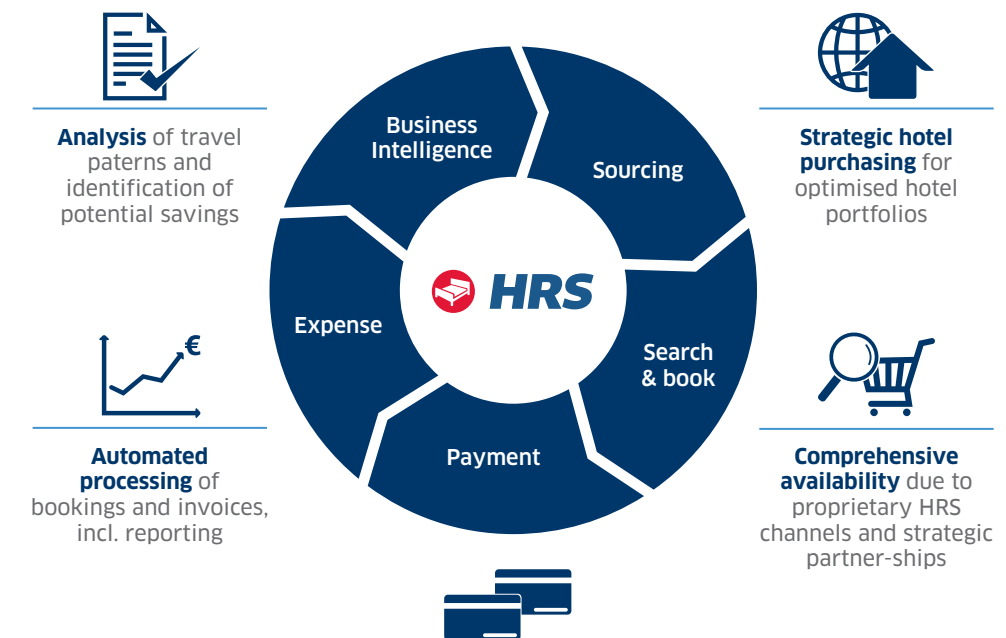 Analysis of travel
paterns and
identification of
potential savings
Business
Intelligence
Sourcing
Strategic hotel
purchasing for
optimised hotel
portfolios
HRS
Expense
Search
& book
Payment
€
Automated
processing of
bookings and invoices,
incl. reporting
Comprehensive
availability due to
proprietary HRS
channels and strategic
partner-ships